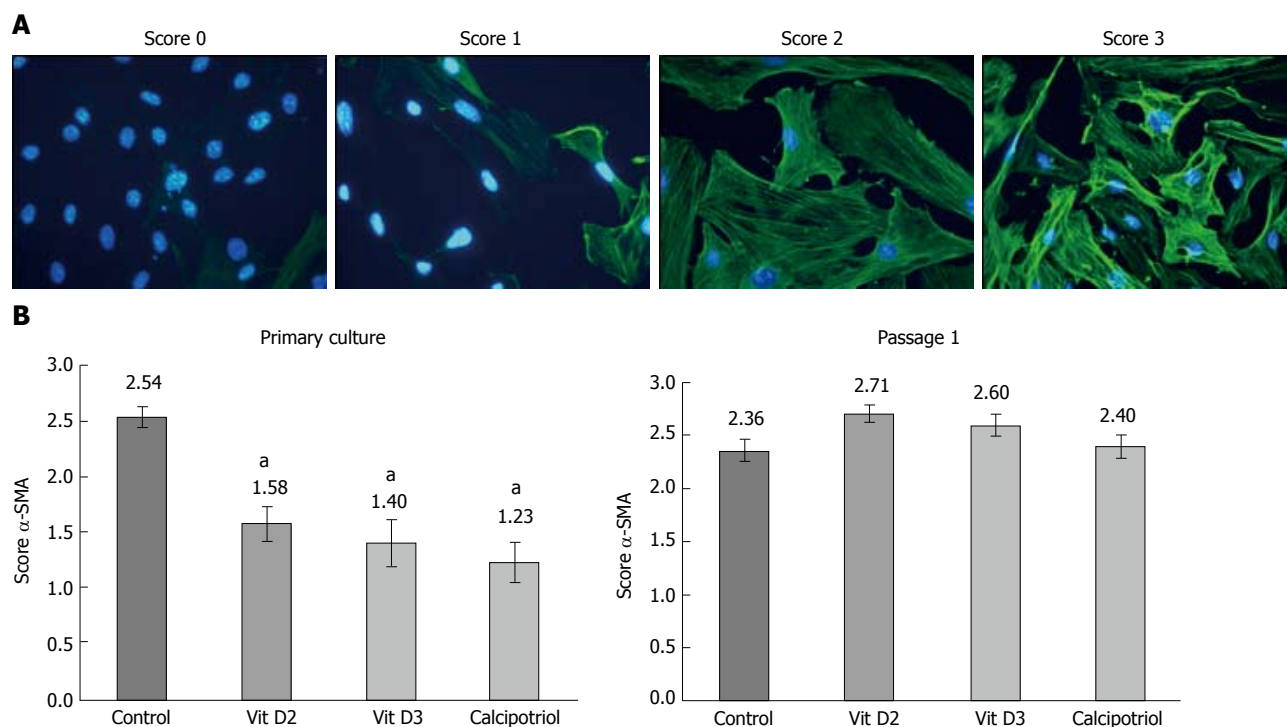 A
Score 0 Score 1 Score 2 Score 3
B
Primary culture
Score α-SMA
3.0
2.5
2.0
1.5
1.0
0.5
0.0
2.54
a
1.58
a
1.40
a
1.23
Control Vit D2 Vit D3 Calcipotriol
Passage 1
Score α-SMA
3.0
2.5
2.0
1.5
1.0
0.5
0.0
2.36
2.71
2.60
2.40
Control Vit D2 Vit D3 Calcipotriol